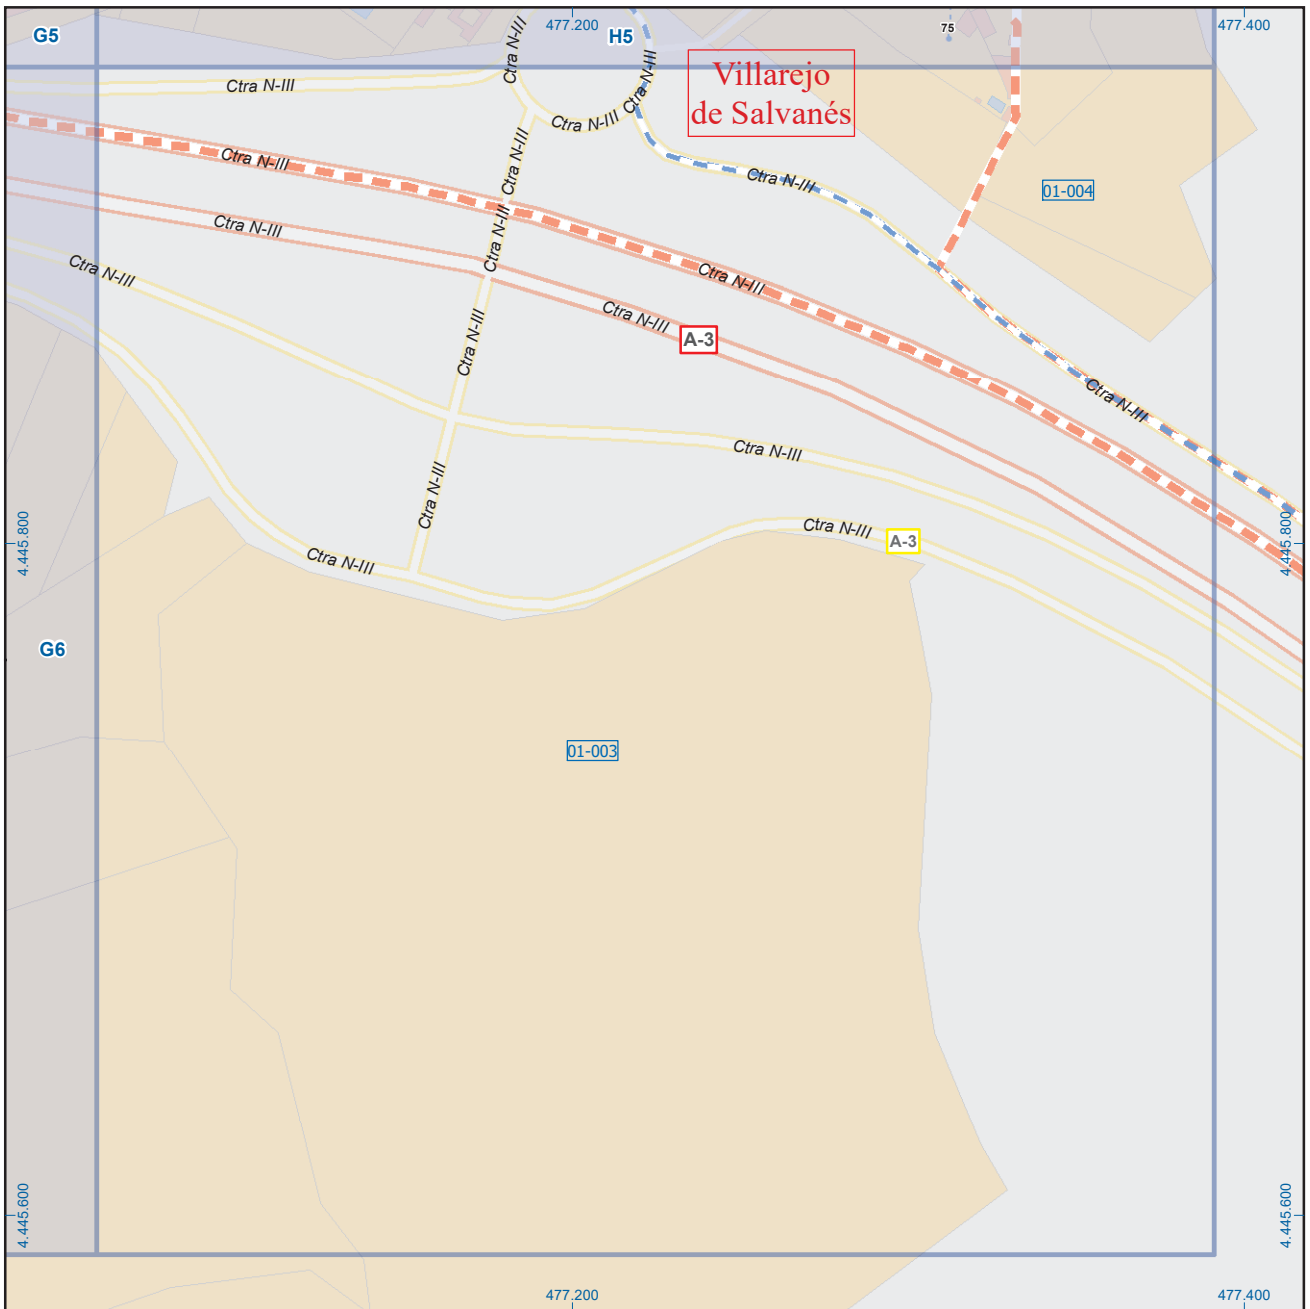 477.200
477.400
G5
H5
75
Ctra N-III
Ctra N-III
Ctra N-III
Ctra N-III
Villarejo
de Salvanés
Ctra N-III
Ctra N-III
Ctra N-III
01-004
Ctra N-III
Ctra N-III
Ctra N-III
Ctra N-III
Ctra N-III
A-3
Ctra N-III
Ctra N-III
Ctra N-III
Ctra N-III
4.445.800
Ctra N-III
A-3
4.445.800
Ctra N-III
G6
01-003
4.445.600
4.445.600
477.200
477.400